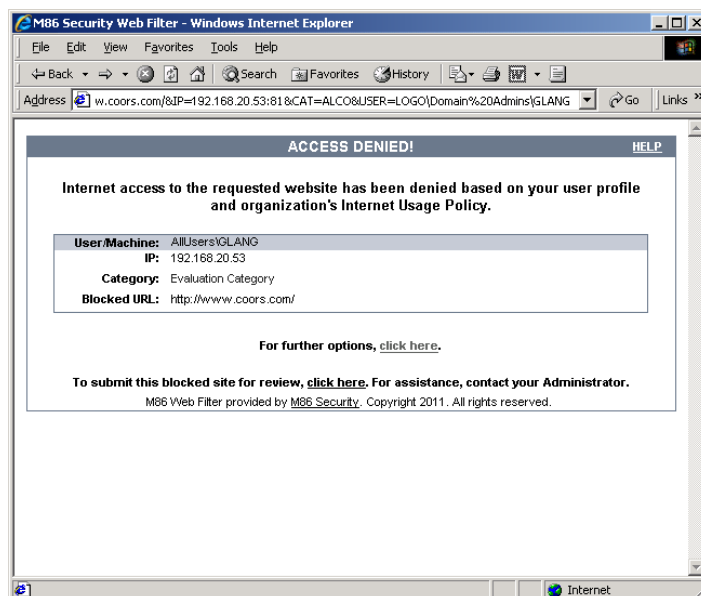 M86 Security Web Filter - Windows Internet Explorer
File Edit View Favorites Tools Help
Back Search Favorites History
Address w.coors.com/&IP=192.168.20.53:81&CAT=ALCO&USER=LOGO\Domain%20Admins\GLANG Go Links »
ACCESS DENIED! HELP
Internet access to the requested website has been denied based on your user profile
and organization's Internet Usage Policy.
User/Machine: AllUsers\GLANG
IP: 192.168.20.53
Category: Evaluation Category
Blocked URL: http://www.coors.com/
For further options, click here.
To submit this blocked site for review, click here. For assistance, contact your Administrator.
M86 Web Filter provided by M86 Security. Copyright 2011. All rights reserved.
Internet